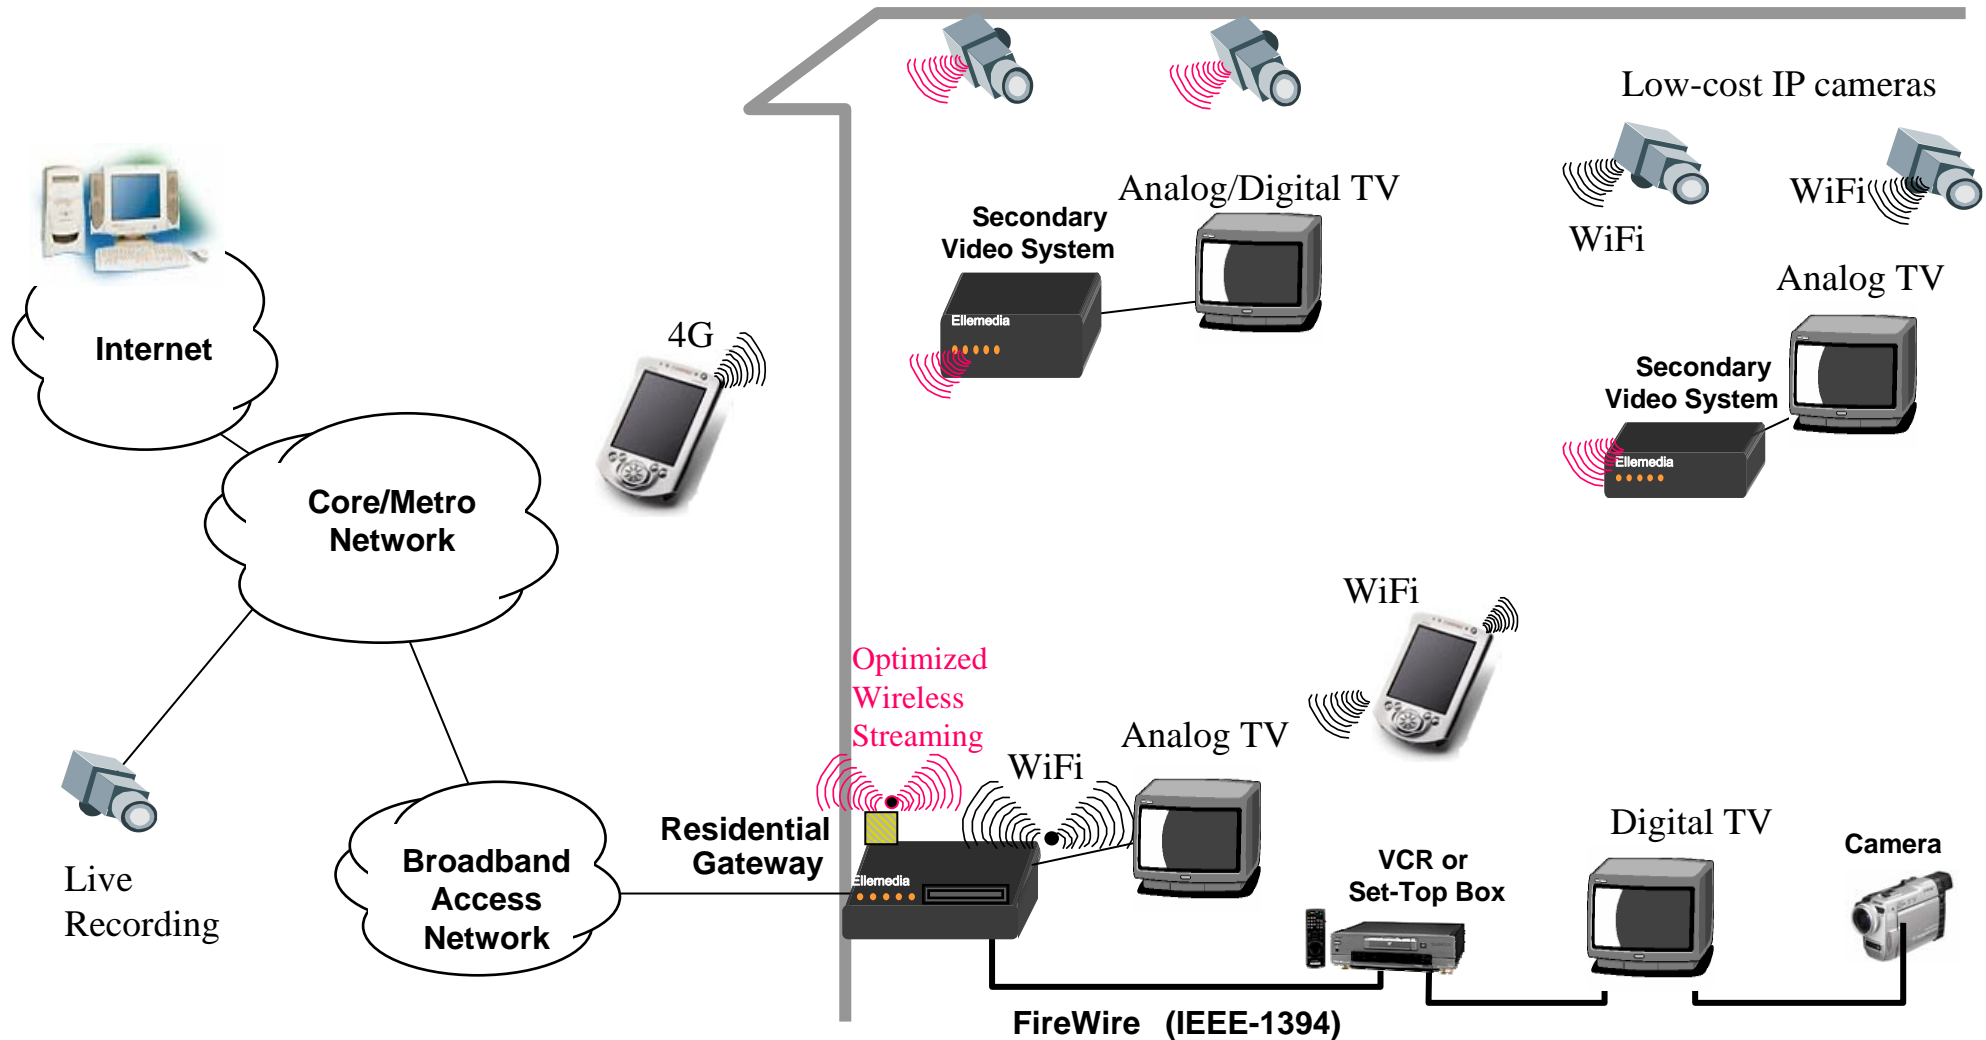 Low-cost IP cameras
WiFi
WiFi
Analog/Digital TV
Secondary
Video System
Ellemedia
Analog TV
Secondary
Video System
Ellemedia
Internet
4G
Core/Metro
Network
WiFi
Optimized
Wireless
Streaming
WiFi
Analog TV
Residential
Gateway
Ellemedia
Live
Recording
Broadband
Access
Network
VCR or
Set-Top Box
Digital TV
Camera
FireWire (IEEE-1394)